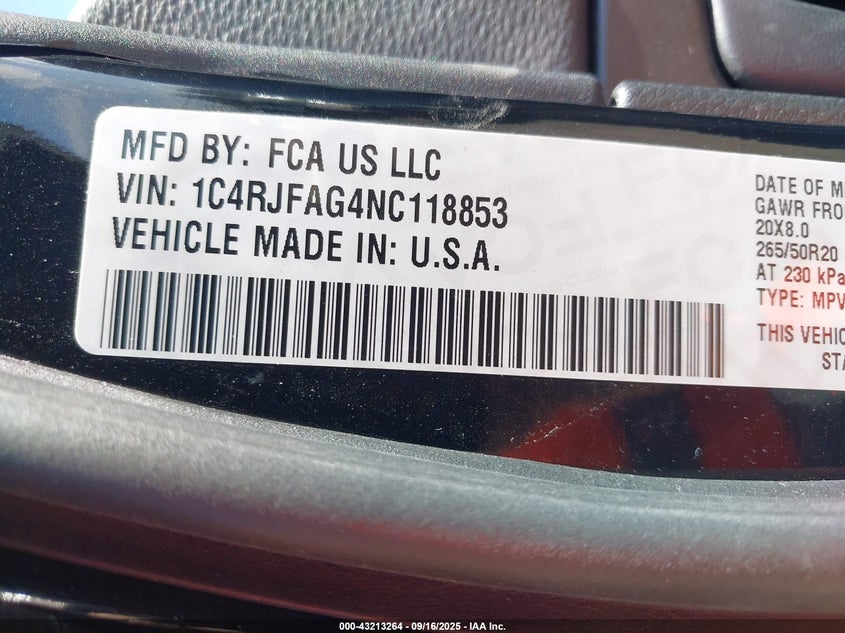 MFD BY: FCA US LLC
VIN: 1C4RJFAG4NC118853
VEHICLE MADE IN: U.S.A.
DATE OF M
GAWR FRO
20X8.0
265/50R20
AT 230 kPa
TYPE: MPV
THIS VEHIC
STA
000-43213264 - 09/16/2025 - IAA Inc.